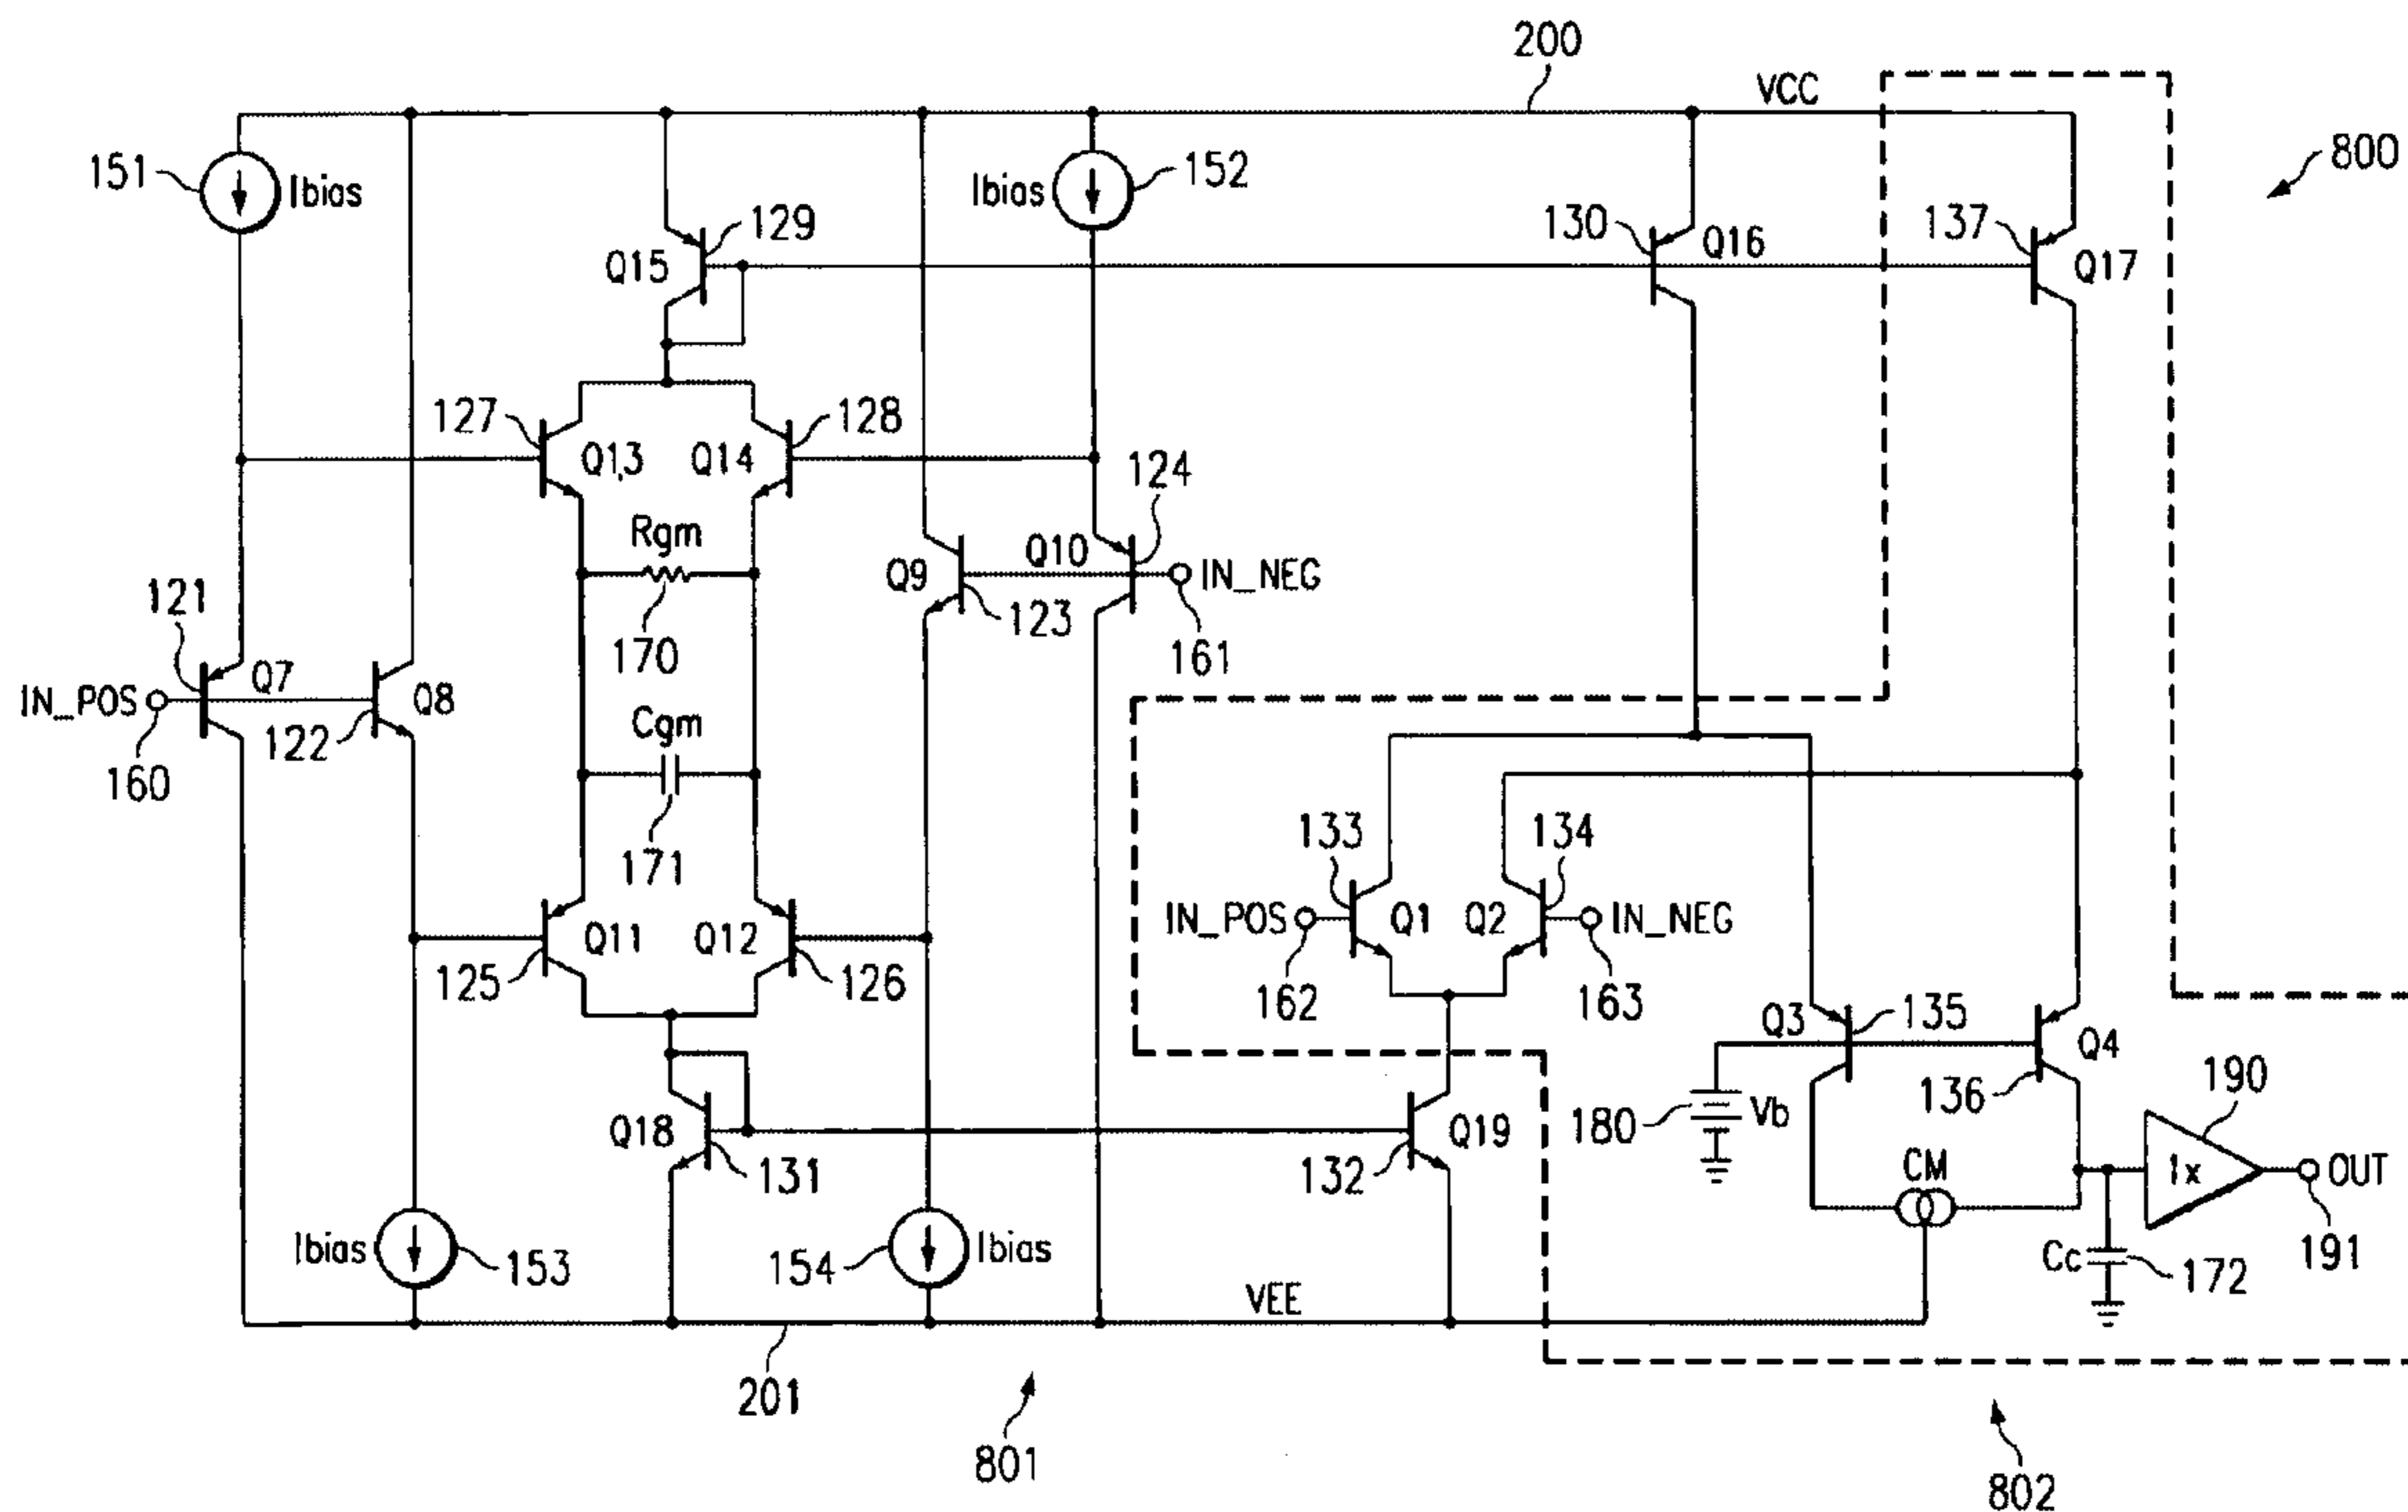 200
VCC
800
151
Ibias
Ibias
152
129
130
Q16
137
Q15
Q17
127
128
Q13
Q14
124
Rgm
Q10
Q9
IN_NEG
121
123
170
161
Q7
IN_POS
Q8
Cgm
122
160
171
133
134
IN_POS
Q1
Q2
IN_NEG
Q11
Q12
125
126
162
163
Q3
135
Q4
190
136
180
Vb
Q18
Q19
131
132
CM
1x
OUT
Ibias
153
154
Ibias
Cc
172
191
VEE
201
801
802